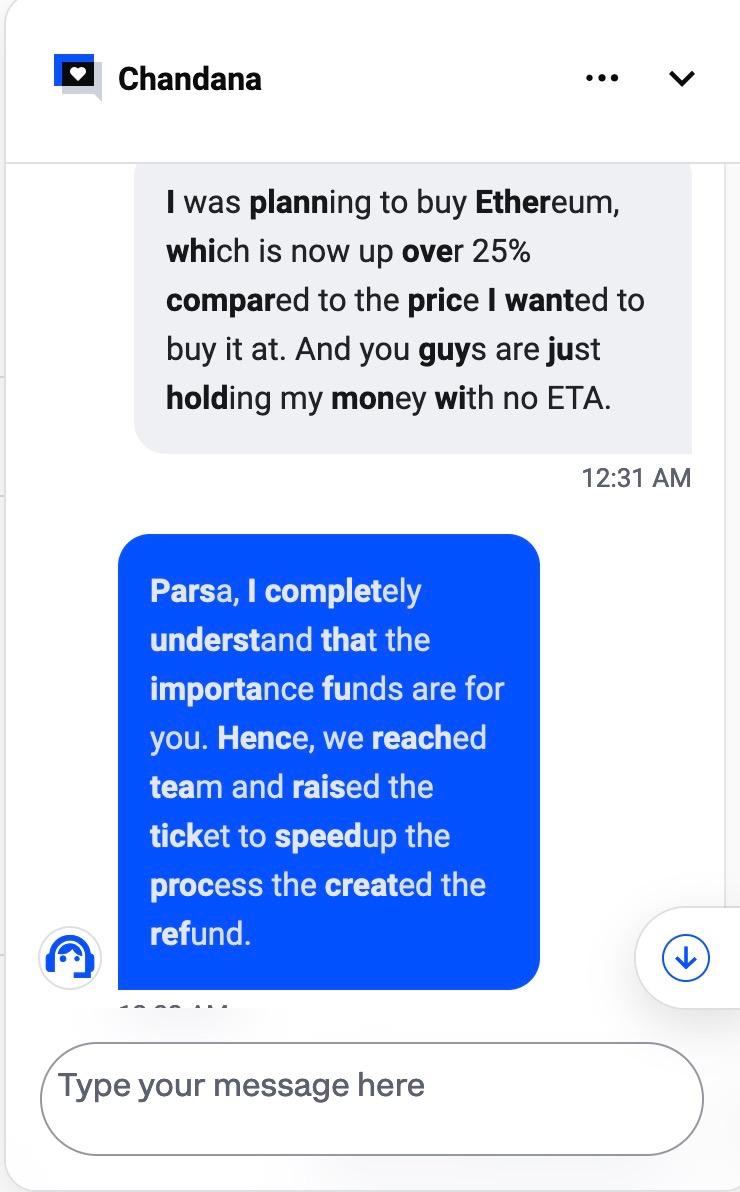 Chandana
I was planning to buy Ethereum,
which is now up over 25%
compared to the price I wanted to
buy it at. And you guys are just
holding my money with no ETA.
12:31 AM
Parsa, I completely
understand that the
importance funds are for
you. Hence, we reached
team and raised the
ticket to speedup the
process the created the
refund.
Type your message here